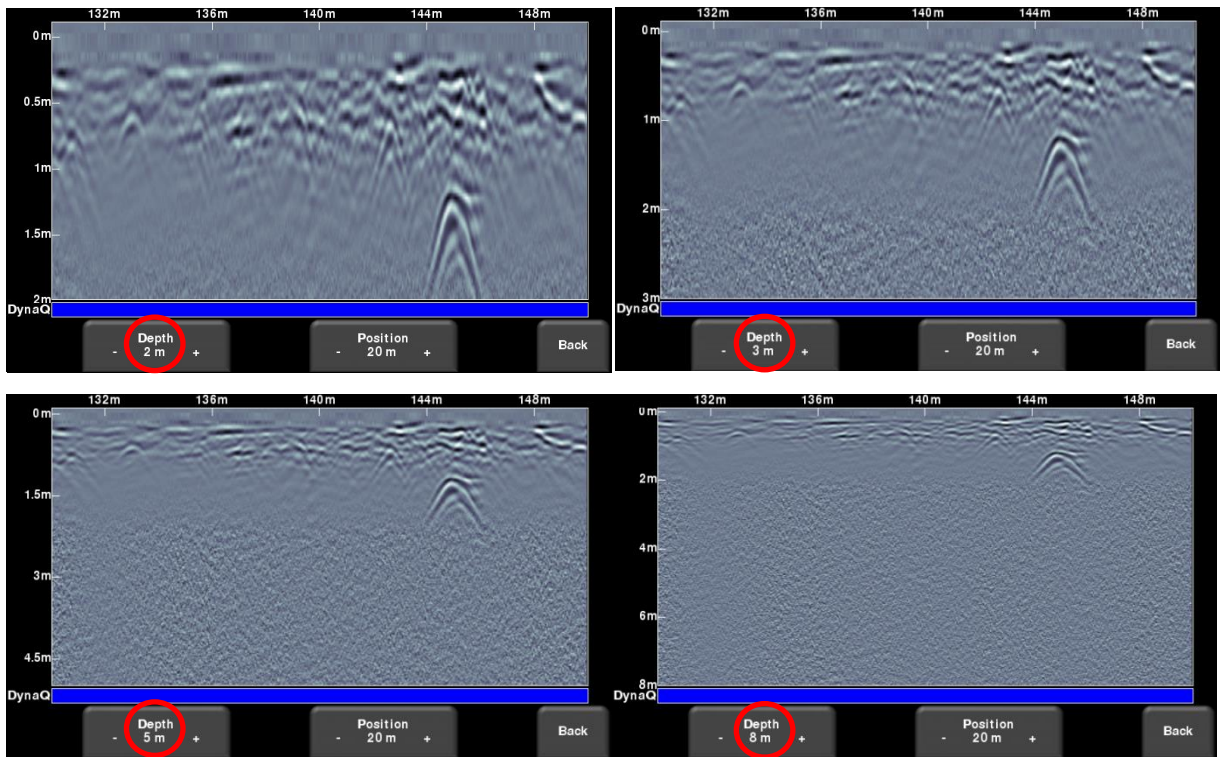 132m 136m 140m 144m 148m
0m
0.5m
1m
1.5m
2m
DynaQ
Depth
- 2 m +
Position
- 20 m +
Back
132m 136m 140m 144m 148m
0m
1m
2m
3m
Depth
- 3 m +
Position
- 20 m +
Back
132m 136m 140m 144m 148m
0m
1.5m
3m
4.5m
DynaQ
Depth
- 5 m +
Position
- 20 m +
Back
132m 136m 140m 144m 148m
0m
2m
4m
6m
8m
DynaQ
Depth
- 8 m +
Position
- 20 m +
Back